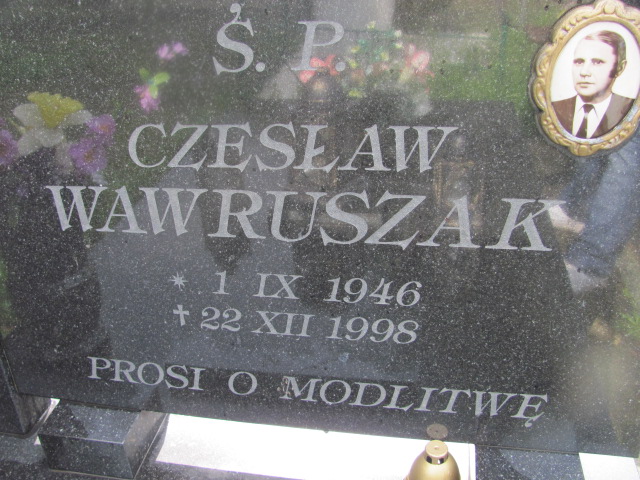 Ś. P.
CZESŁAW
WAWRUSZAK
* 1 IX 1946
✝ 22 XII 1998
PROSI O MODLITWĘ